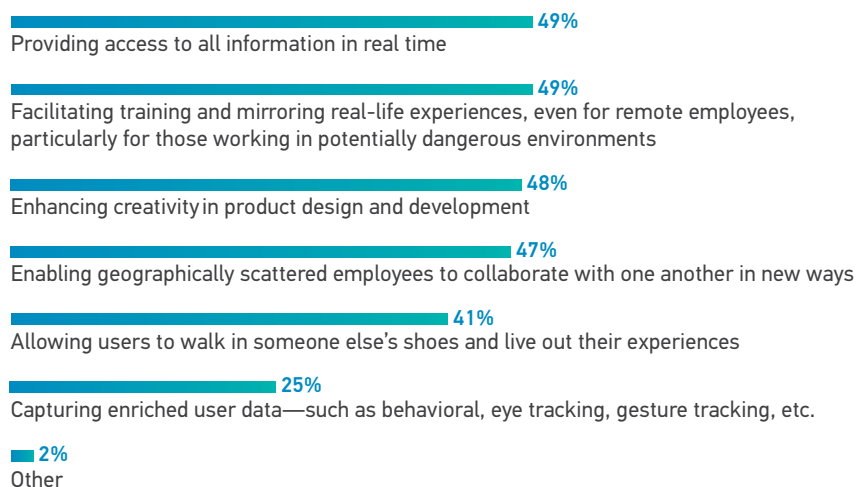 49%
Providing access to all information in real time
49%
Facilitating training and mirroring real-life experiences, even for remote employees,
particularly for those working in potentially dangerous environments
48%
Enhancing creativity in product design and development
47%
Enabling geographically scattered employees to collaborate with one another in new ways
41%
Allowing users to walk in someone else’s shoes and live out their experiences
25%
Capturing enriched user data—such as behavioral, eye tracking, gesture tracking, etc.
2%
Other